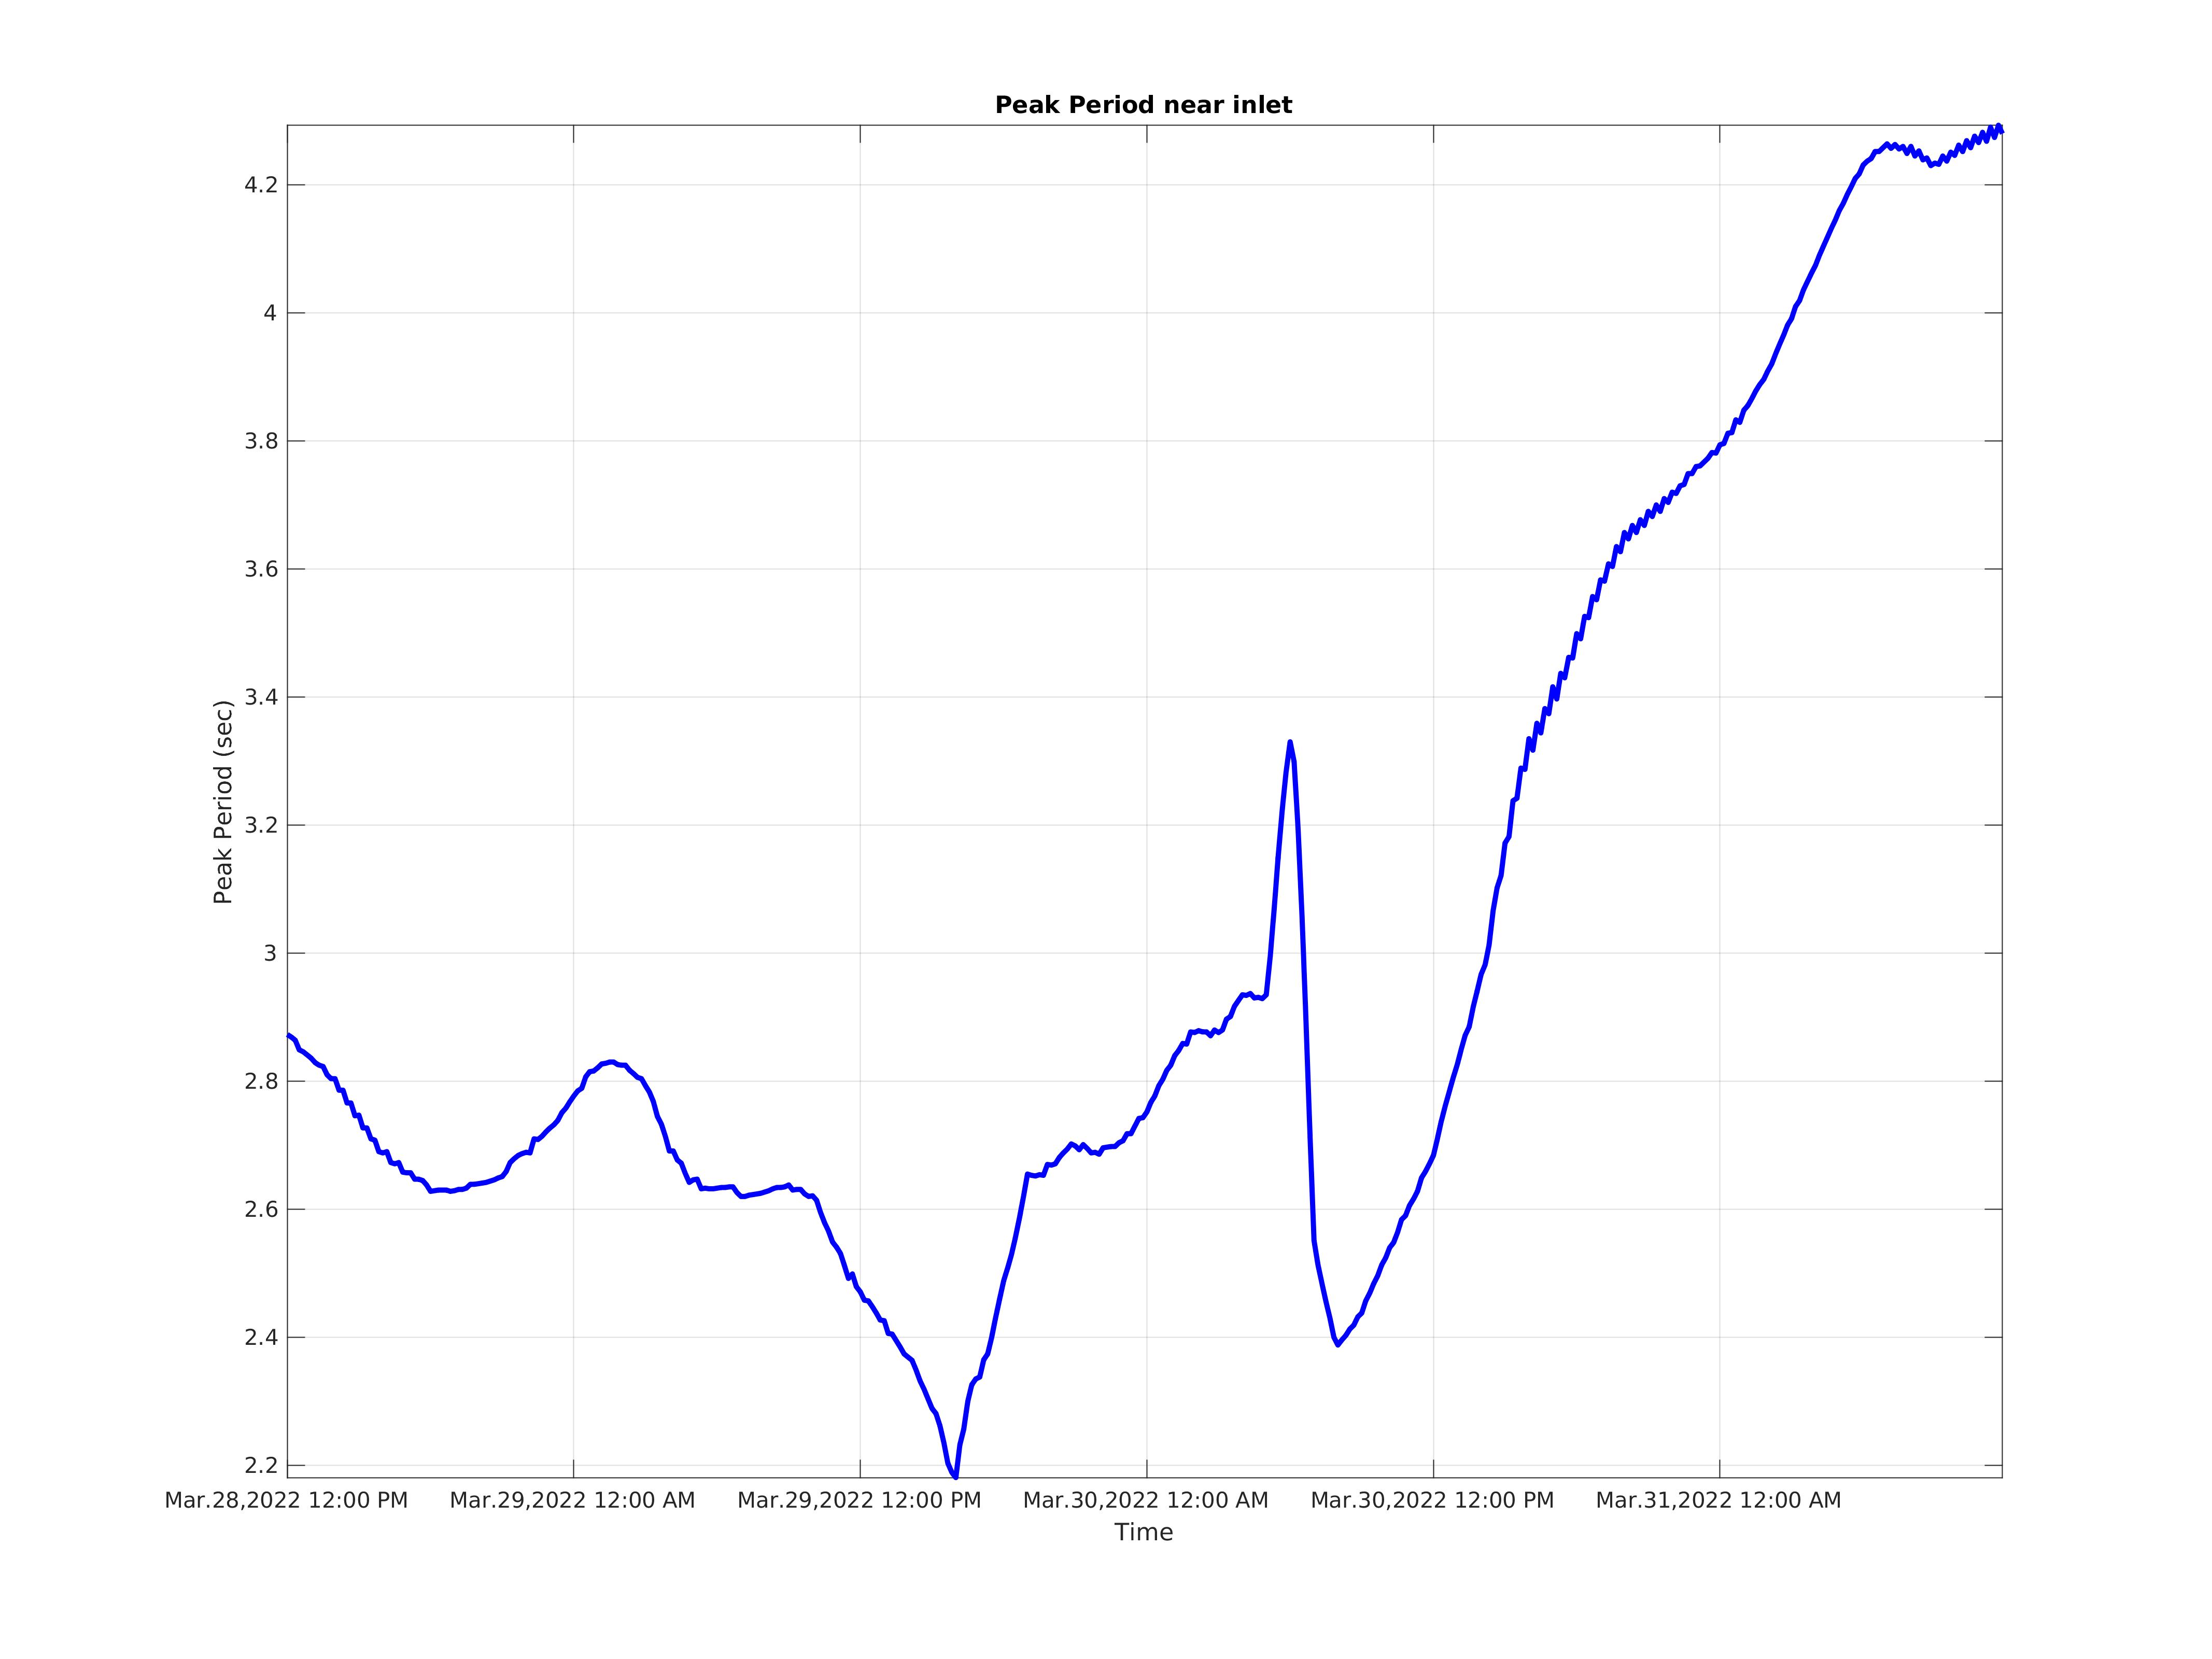 Peak Period near inlet
4.2
4
3.8
3.6
3.4
3.2
3
2.8
2.6
2.4
2.2
Peak Period (sec)
Mar.28,2022 12:00 PM Mar.29,2022 12:00 AM Mar.29,2022 12:00 PM Mar.30,2022 12:00 AM Mar.30,2022 12:00 PM Mar.31,2022 12:00 AM
Time